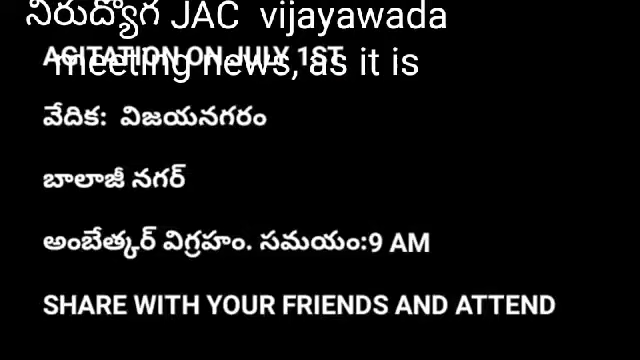 నిరుద్యోగ JAC vijayawada
AGITATION ON JULY 1ST
meeting news, as it is
వేదిక: విజయనగరం
బాలాజీ నగర్
అంబేత్కర్ విగ్రహం. సమయం:9 AM
SHARE WITH YOUR FRIENDS AND ATTEND